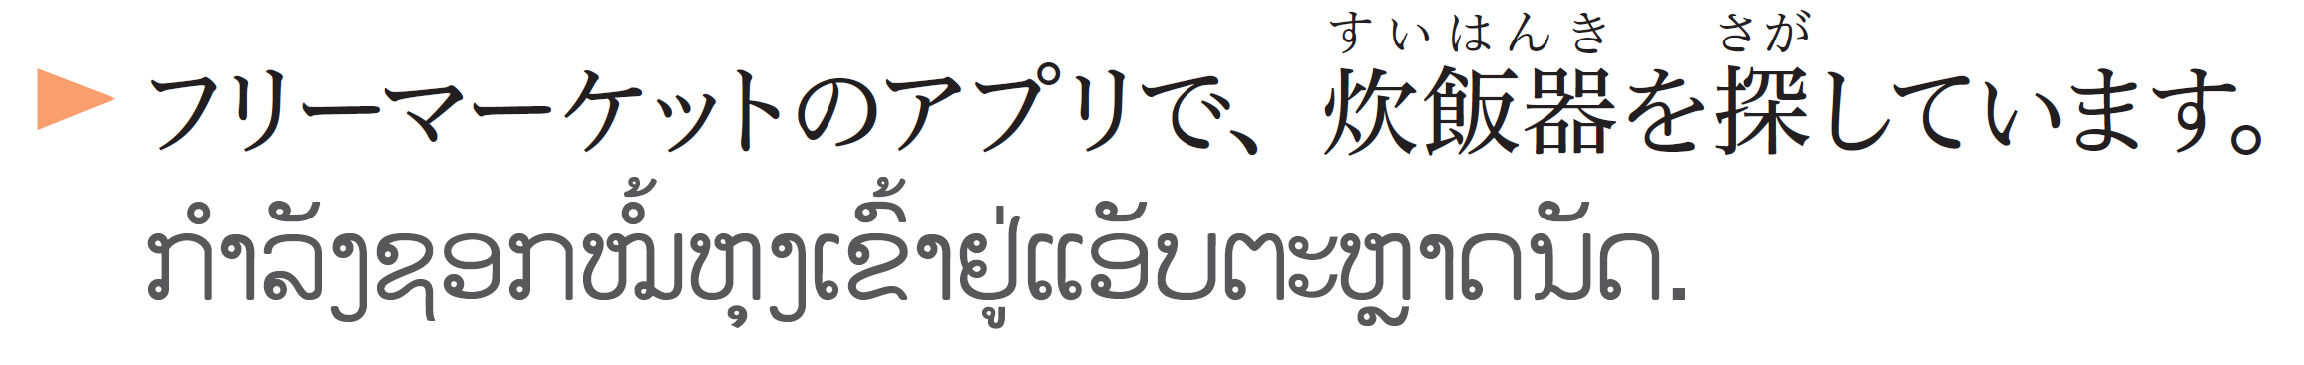 すいはんき さが
フリーマーケットのアプリで、炊飯器を探しています。
ກຳລັງຊອກໝໍ້ຫຸງເຂົ້າຢູ່ແອັບຕະຫຼາດນັດ.